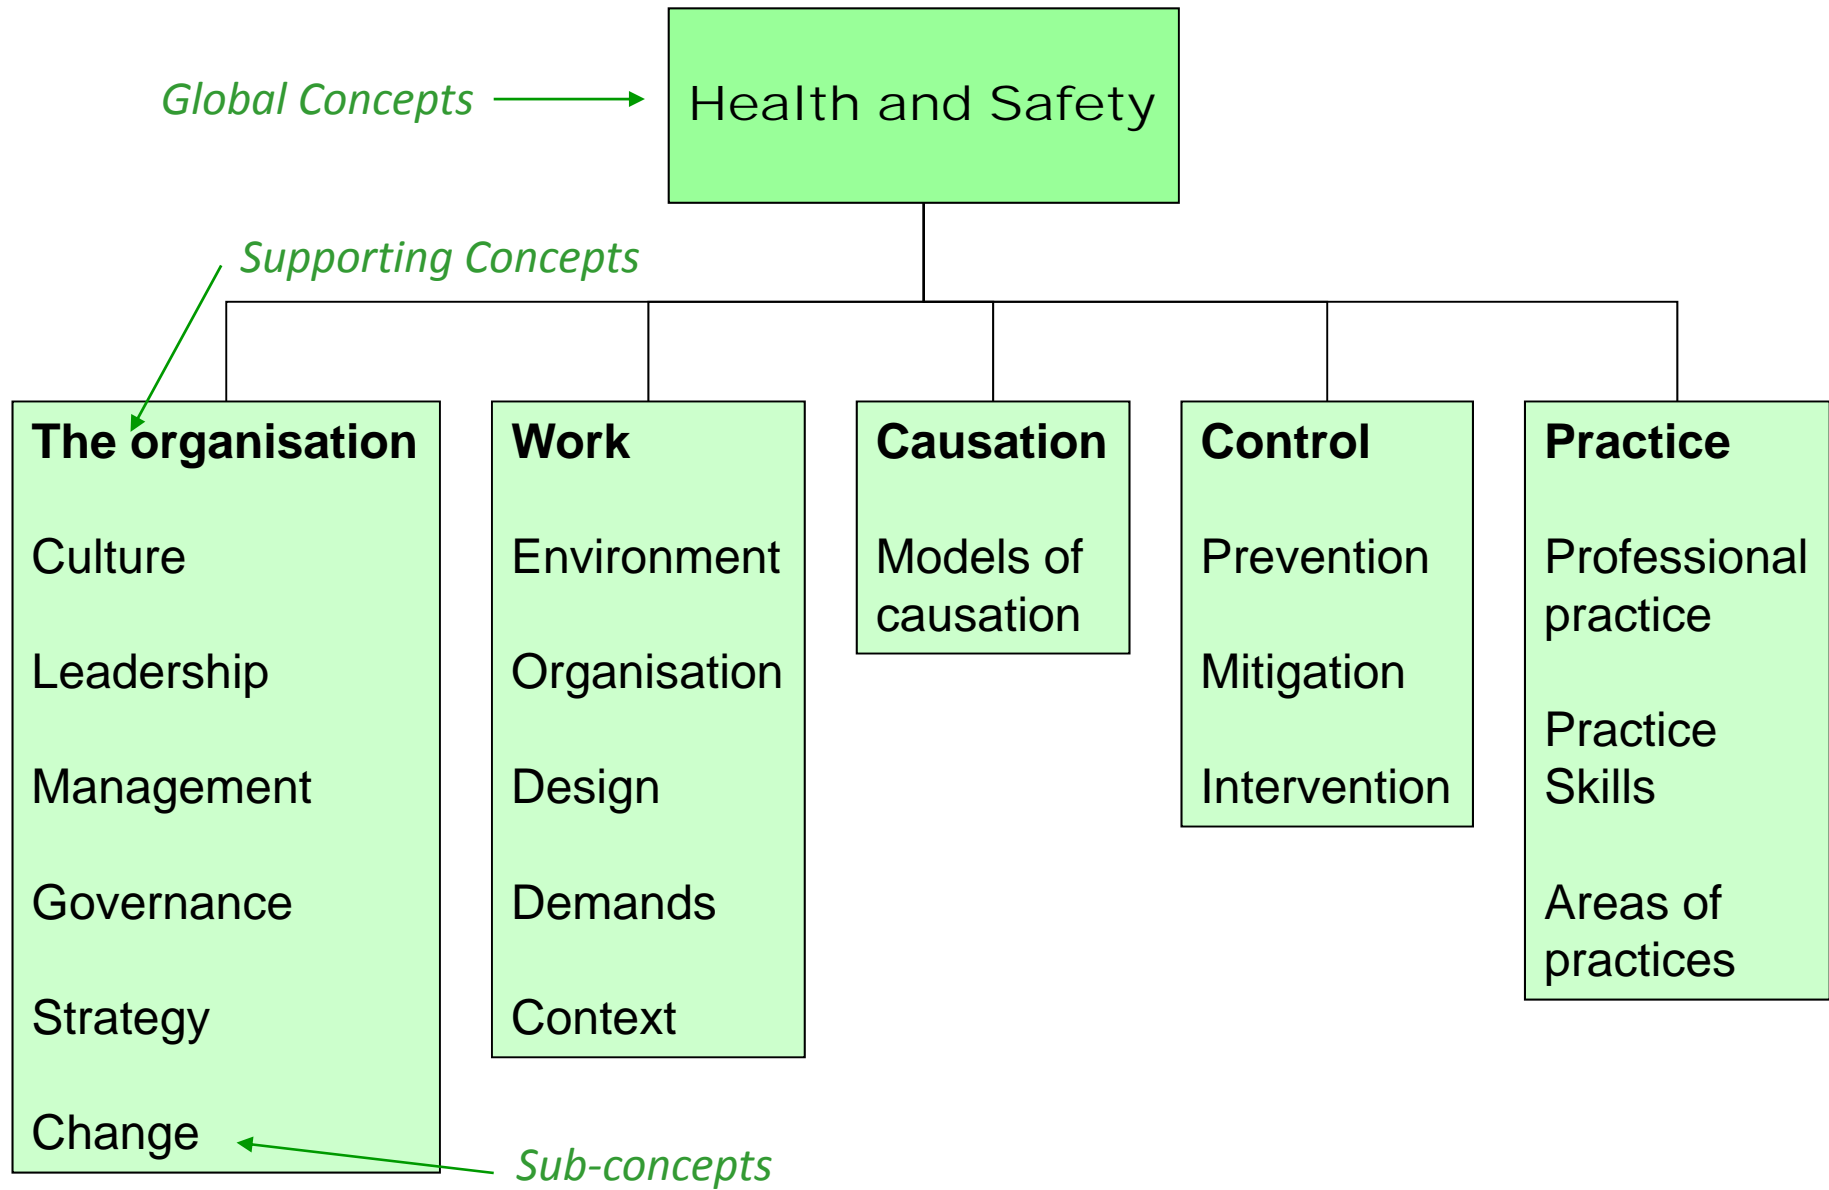 Global Concepts
Health and Safety
Supporting Concepts
The organisation
Culture
Leadership
Management
Governance
Strategy
Change
Work
Environment
Organisation
Design
Demands
Context
Causation
Models of
causation
Control
Prevention
Mitigation
Intervention
Practice
Professional
practice
Practice
Skills
Areas of
practices
Sub-concepts